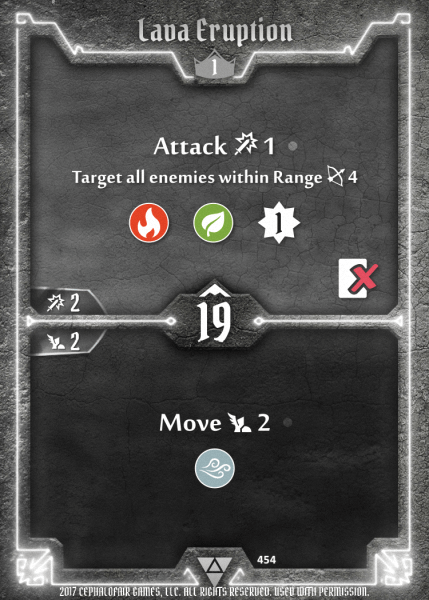 Lava Eruption
1
Attack 1
Target all enemies within Range 4
1
2
19
2
Move 2
454
2017 CEPHALOFAIR GAMES, LLC. ALL RIGHTS RESERVED. USED WITH PERMISSION.